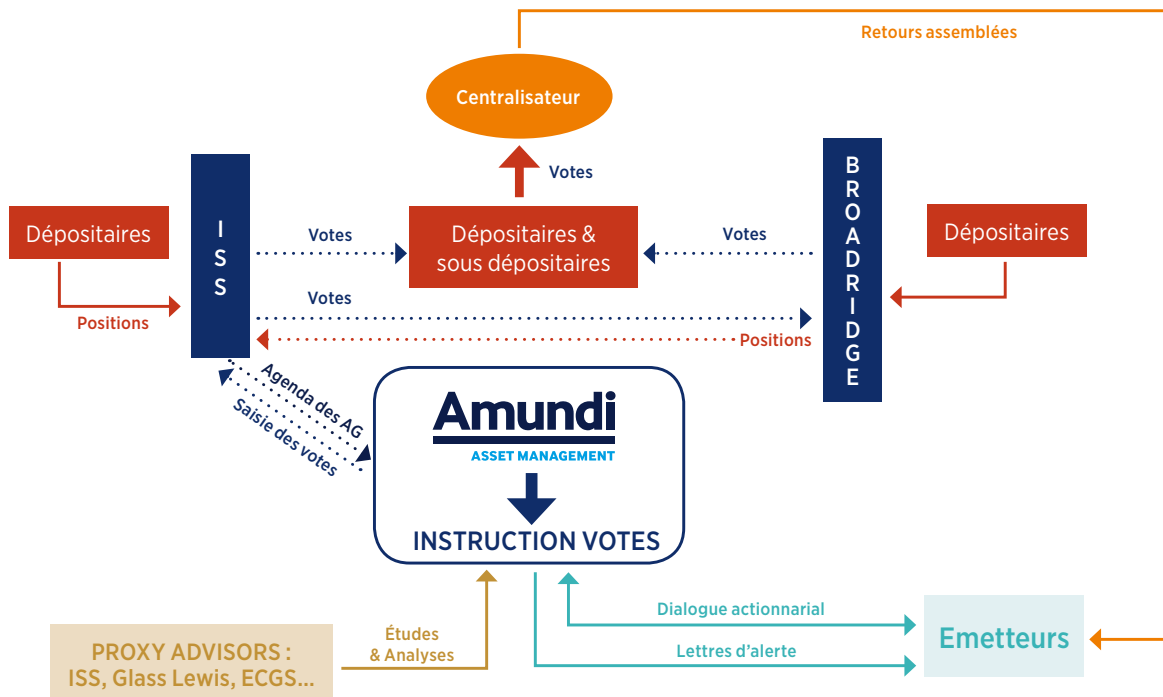 Retours assemblées
Centralisateur
Votes
ISS
BROADRIDGE
Dépositaires
Votes
Dépositaires &
sous dépositaires
Votes
Dépositaires
Votes
Positions
Positions
Agenda des AG
Saisie des votes
Amundi
ASSET MANAGEMENT
INSTRUCTION VOTES
Dialogue actionnarial
Emetteurs
Lettres d'alerte
Études
& Analyses
PROXY ADVISORS :
ISS, Glass Lewis, ECGS...